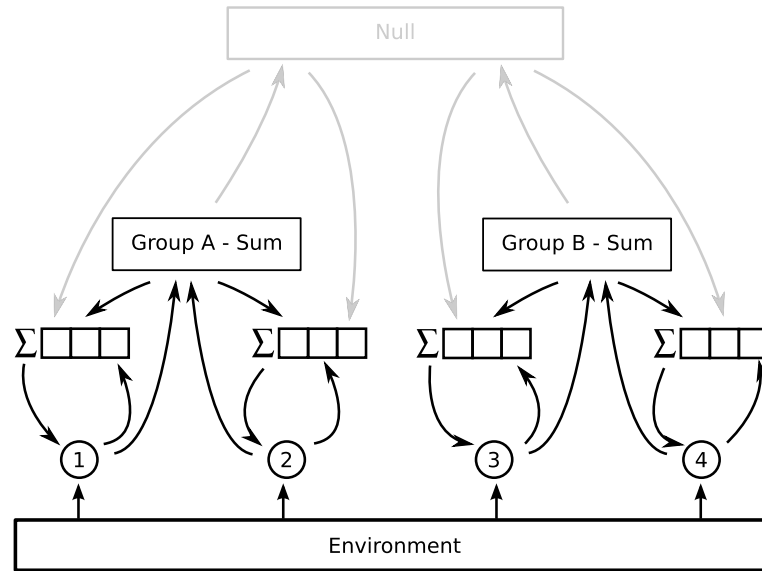 Null
Group A - Sum
Group B - Sum
Σ
Σ
Σ
Σ
1
2
3
4
Environment